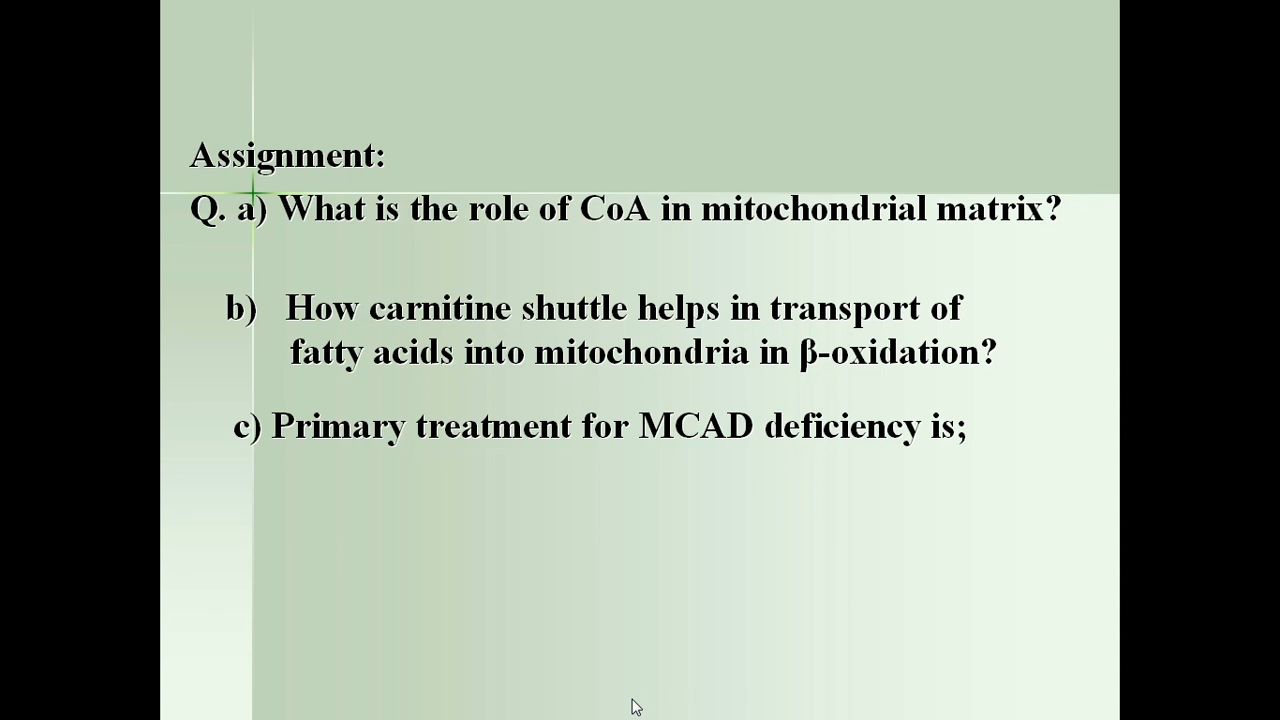 Assignment:
Q. a) What is the role of CoA in mitochondrial matrix?
b) How carnitine shuttle helps in transport of
fatty acids into mitochondria in β-oxidation?
c) Primary treatment for MCAD deficiency is;